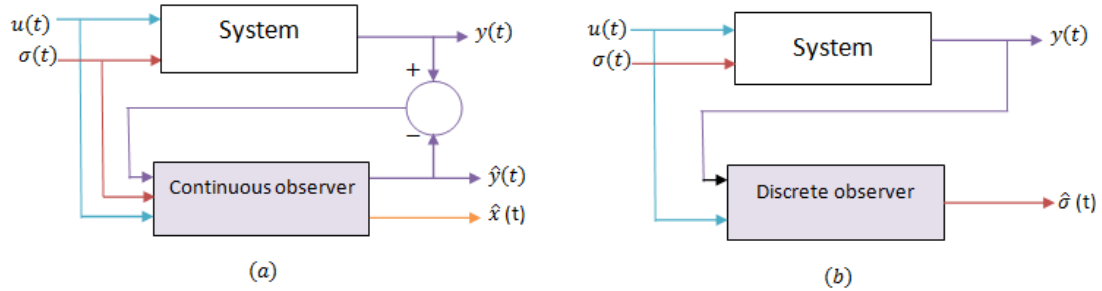 u(t)
σ(t)
System
y(t)
+
−
Continuous observer
ŷ(t)
x̂ (t)
(a)
u(t)
σ(t)
System
y(t)
Discrete observer
σ̂ (t)
(b)